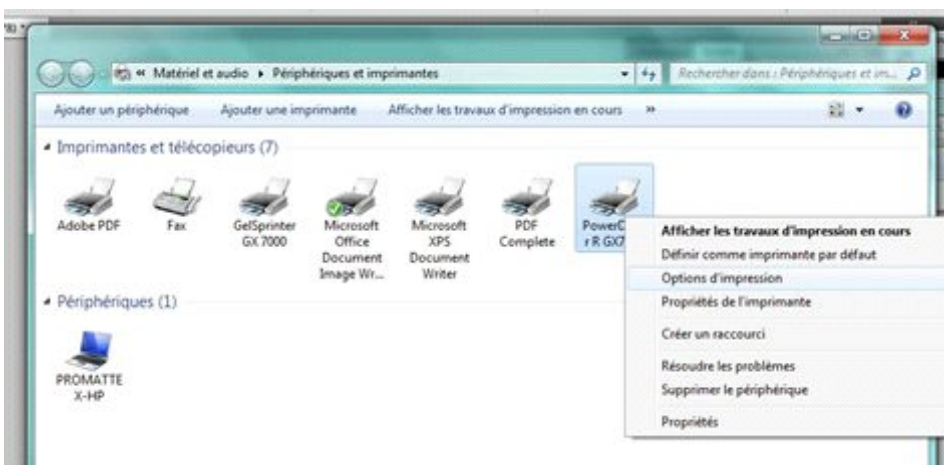 « Matériel et audio ▸ Périphériques et imprimantes
Rechercher dans : Périphériques et im...
Ajouter un périphérique Ajouter une imprimante Afficher les travaux d'impression en cours »
Imprimantes et télécopieurs (7)
Adobe PDF
Fax
GelSprinter
GX 7000
Microsoft
Office
Document
Image Wr...
Microsoft
XPS
Document
Writer
PDF
Complete
PowerD
r R GX7
Afficher les travaux d'impression en cours
Définir comme imprimante par défaut
Options d'impression
Propriétés de l'imprimante
Créer un raccourci
Résoudre les problèmes
Supprimer le périphérique
Propriétés
Périphériques (1)
PROMATTE
X-HP